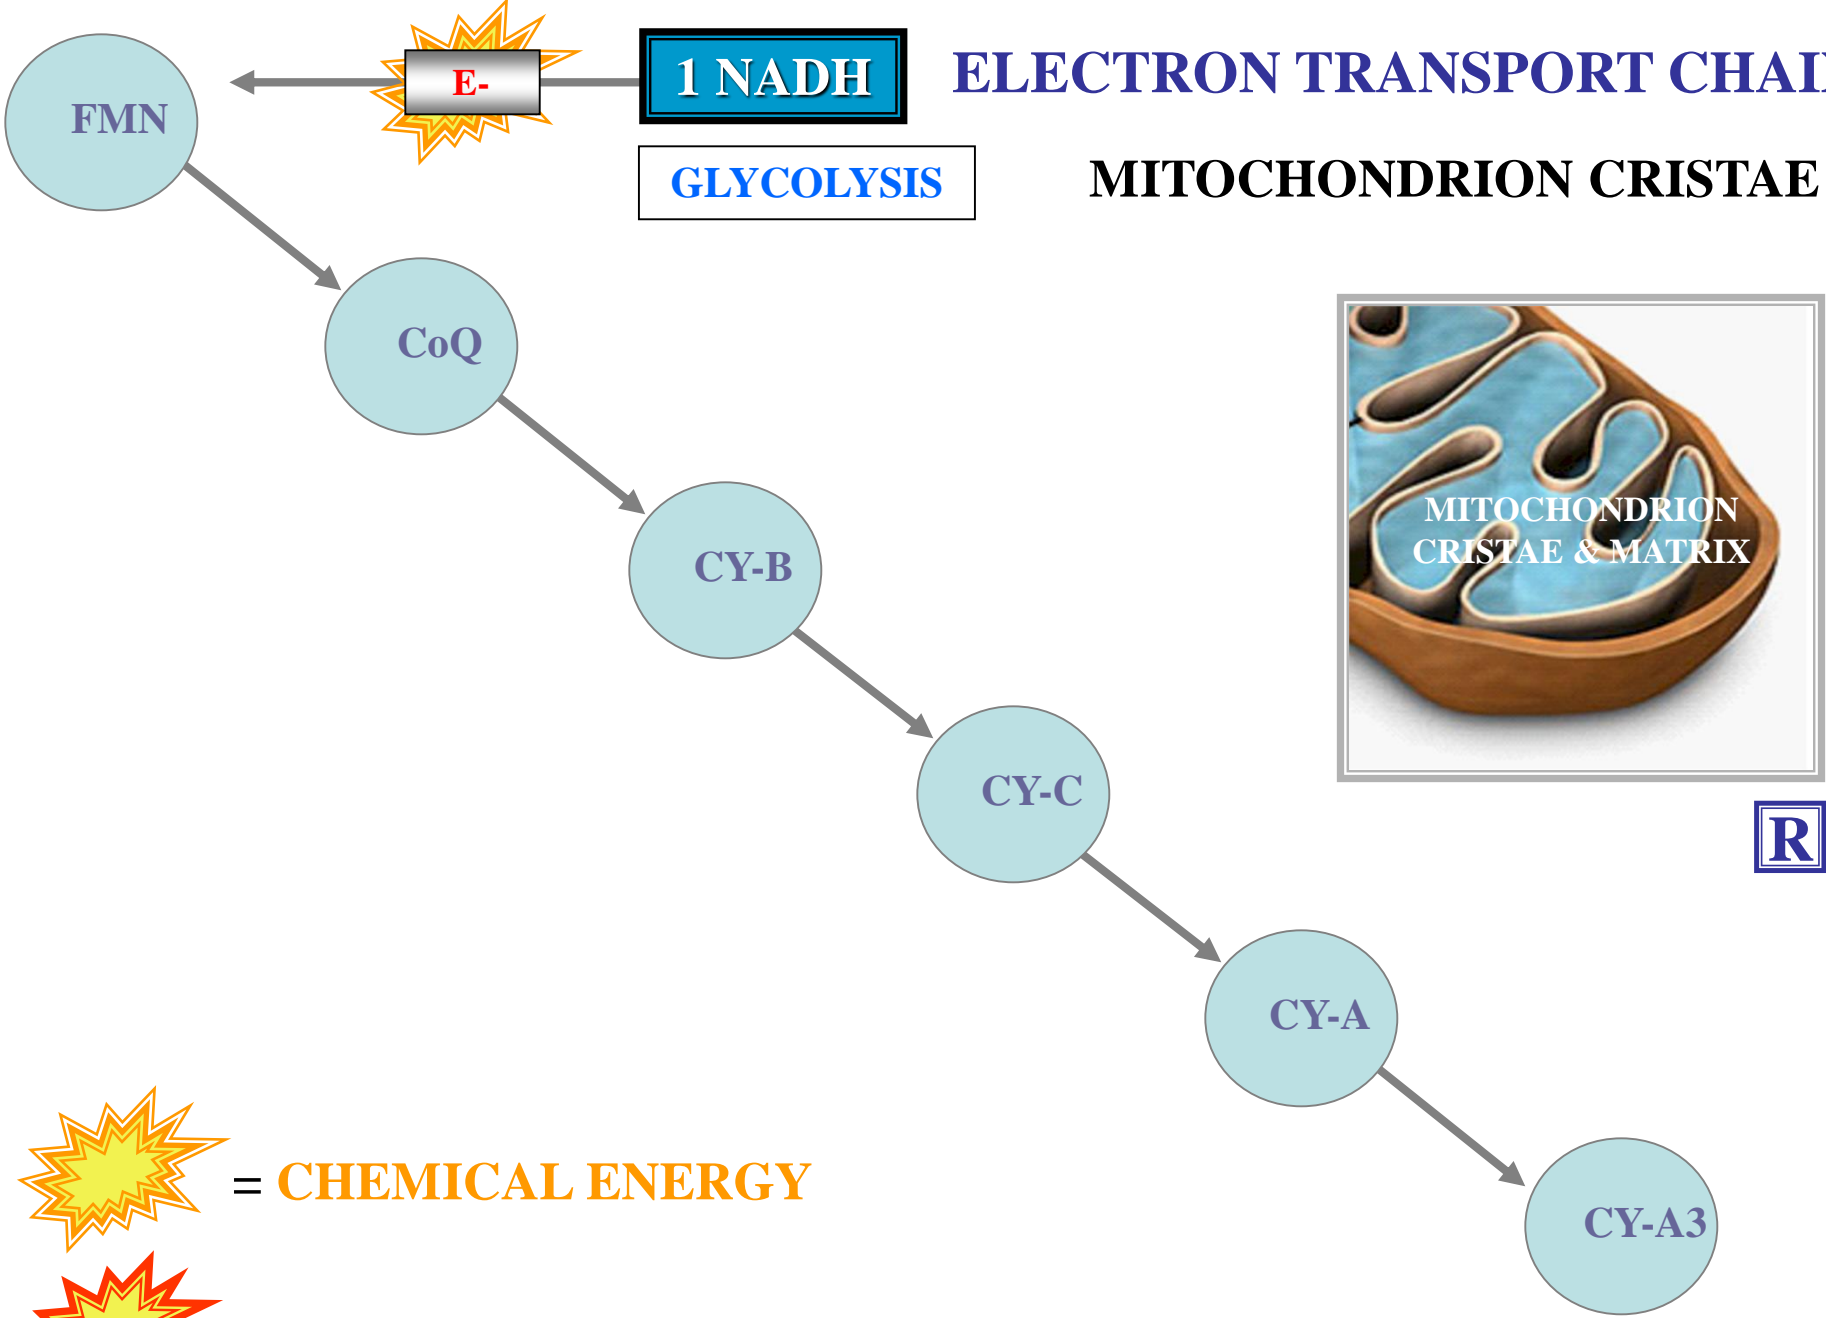 E-
1 NADH
ELECTRON TRANSPORT CHAI
FMN
GLYCOLYSIS
MITOCHONDRION CRISTAE
CoQ
MITOCHONDRION
CRISTAE & MATRIX
CY-B
CY-C
R
CY-A
= CHEMICAL ENERGY
CY-A3